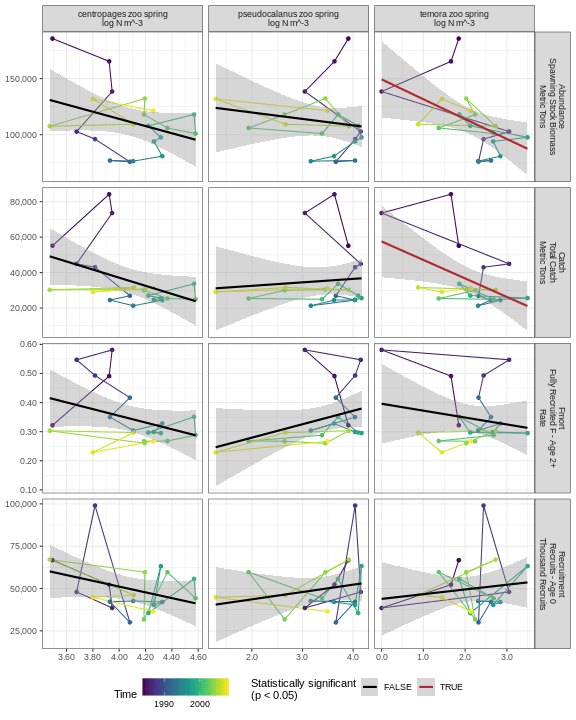 centropages zoo spring
log N m^-3
pseudocalanus zoo spring
log N m^-3
temora zoo spring
log N m^-3
150,000
100,000
Abundance
Spawning Stock Biomass
Metric Tons
80,000
60,000
40,000
20,000
Catch
Total Catch
Metric Tons
0.60
0.50
0.40
0.30
0.20
0.10
Fmort
Fully Recruited F - Age 2+
Rate
100,000
75,000
50,000
25,000
Recruitment
Recruits - Age 0
Thousand Recruits
3.60 3.80 4.00 4.20 4.40 4.60
2.0 3.0 4.0
0.0 1.0 2.0 3.0
Time
1990 2000
Statistically significant
(p < 0.05)
FALSE
TRUE